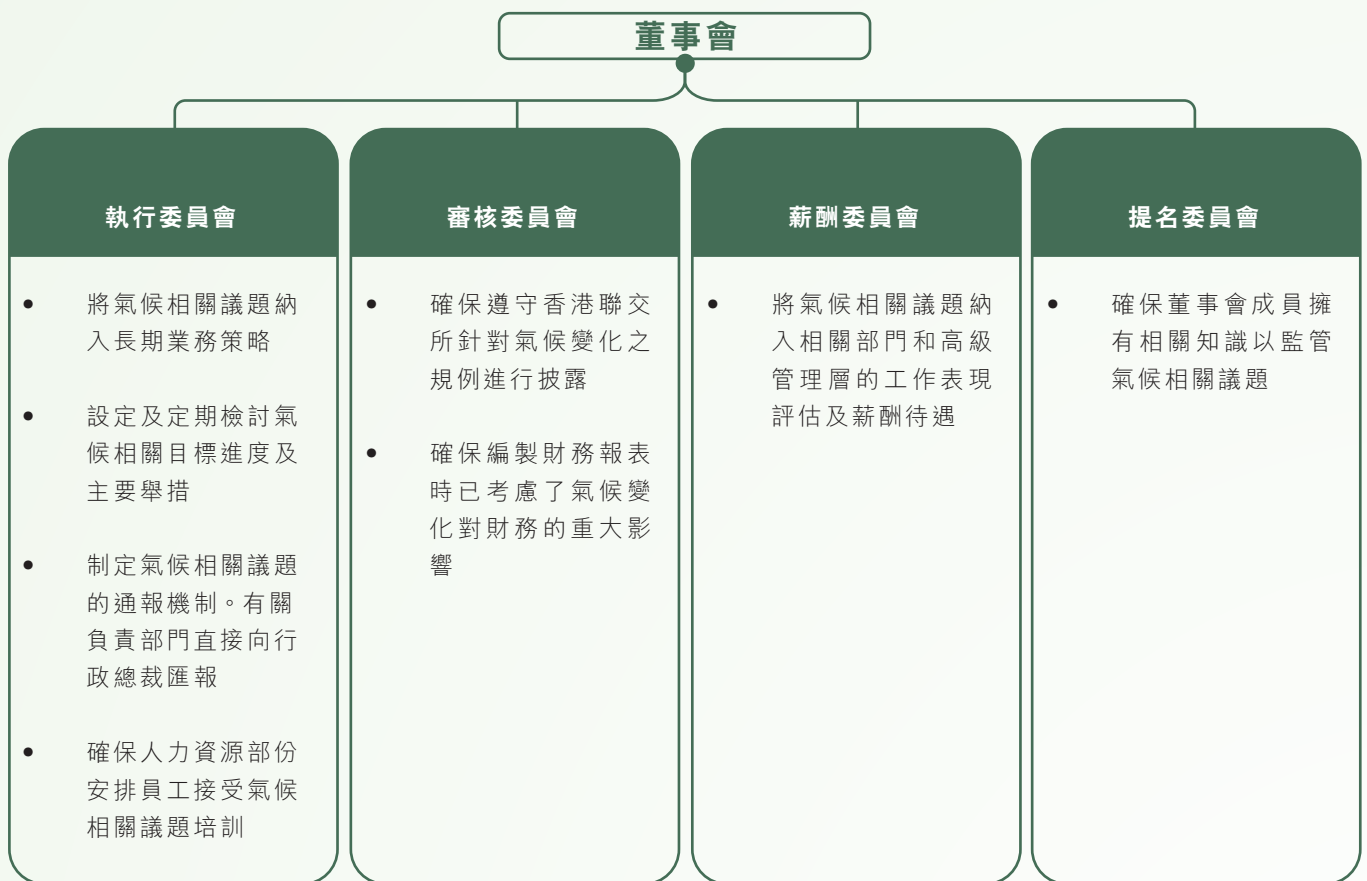 董事會
執行委員會
將氣候相關議題納
入長期業務策略
設定及定期檢討氣
候相關目標進度及
主要舉措
制定氣候相關議題
的通報機制。有關
負責部門直接向行
政總裁匯報
確保人力資源部份
安排員工接受氣候
相關議題培訓
審核委員會
確保遵守香港聯交
所針對氣候變化之
規例進行披露
確保編製財務報表
時已考慮了氣候變
化對財務的重大影
響
薪酬委員會
將氣候相關議題納
入相關部門和高級
管理層的工作表現
評估及薪酬待遇
提名委員會
確保董事會成員擁
有相關知識以監管
氣候相關議題